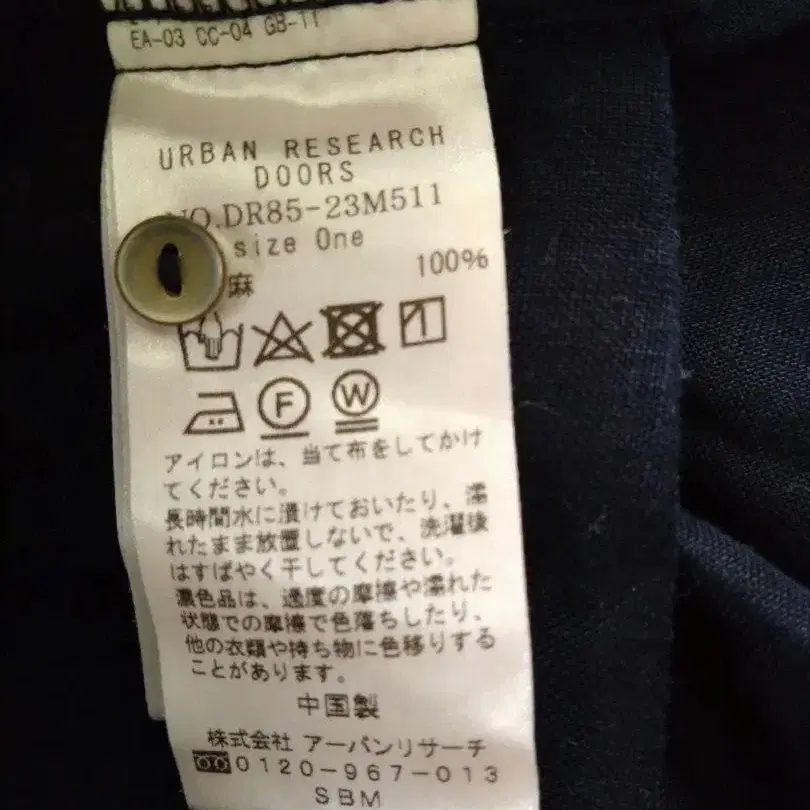 EA-03 CC-04 GB-11
URBAN RESEARCH
DOORS
NO.DR85-23M511
size One
麻 100%
F W
アイロンは、当て布をしてかけ
てください。
長時間水に漬けておいたり、濡
れたまま放置しないで、洗濯後
はすばやく干してください。
濃色品は、過度の摩擦や濡れた
状態での摩擦で色落ちしたり、
他の衣類や持ち物に色移りする
ことがあります。
中国製
株式会社 アーバンリサーチ
0120-967-013
SBM